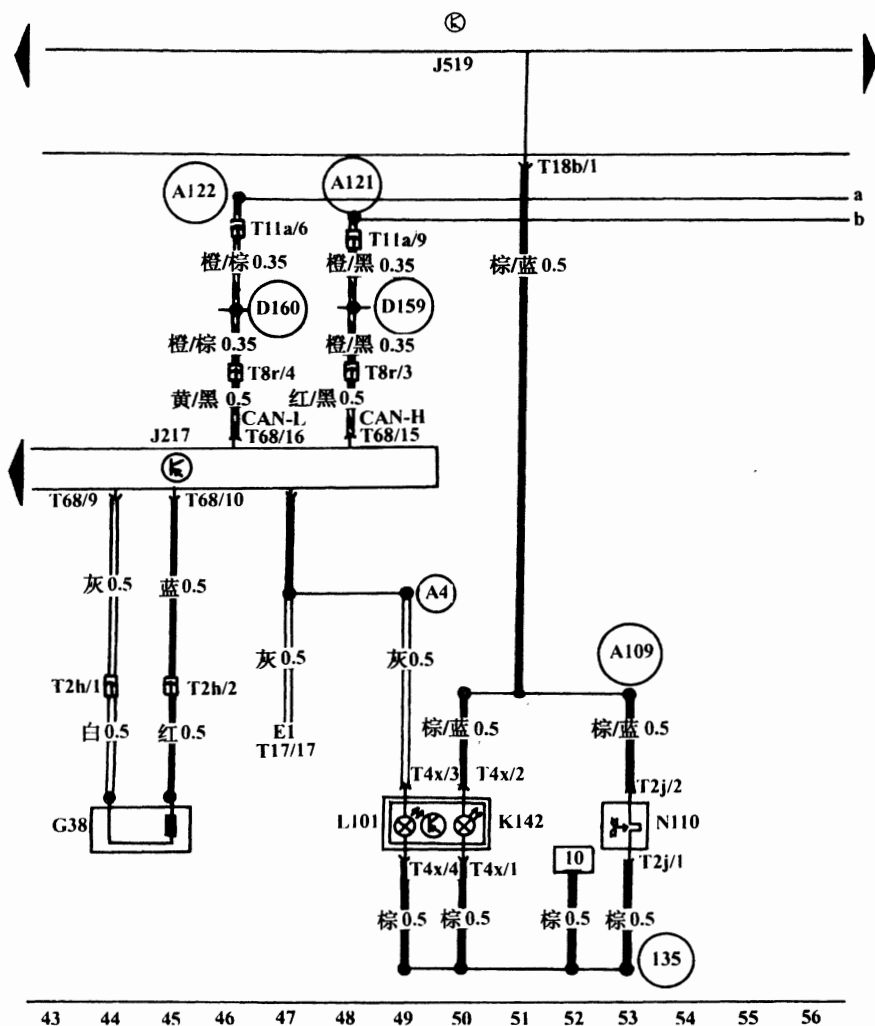 J519
T18b/1
A122
A121
a
b
T11a/6
T11a/9
橙/棕 0.35
橙/黑 0.35
棕/蓝 0.5
D160
D159
橙/棕 0.35
橙/黑 0.35
T8r/4
T8r/3
黄/黑 0.5
红/黑 0.5
CAN-L
CAN-H
J217
T68/16
T68/15
T68/9
T68/10
灰 0.5
蓝 0.5
A4
灰 0.5
灰 0.5
A109
T2h/1
T2h/2
白 0.5
红 0.5
E1
T17/17
棕/蓝 0.5
棕/蓝 0.5
T4x/3
T4x/2
T2j/2
G38
L101
K142
N110
10
T4x/4
T4x/1
T2j/1
棕 0.5
棕 0.5
棕 0.5
棕 0.5
135
43 44 45 46 47 48 49 50 51 52 53 54 55 56